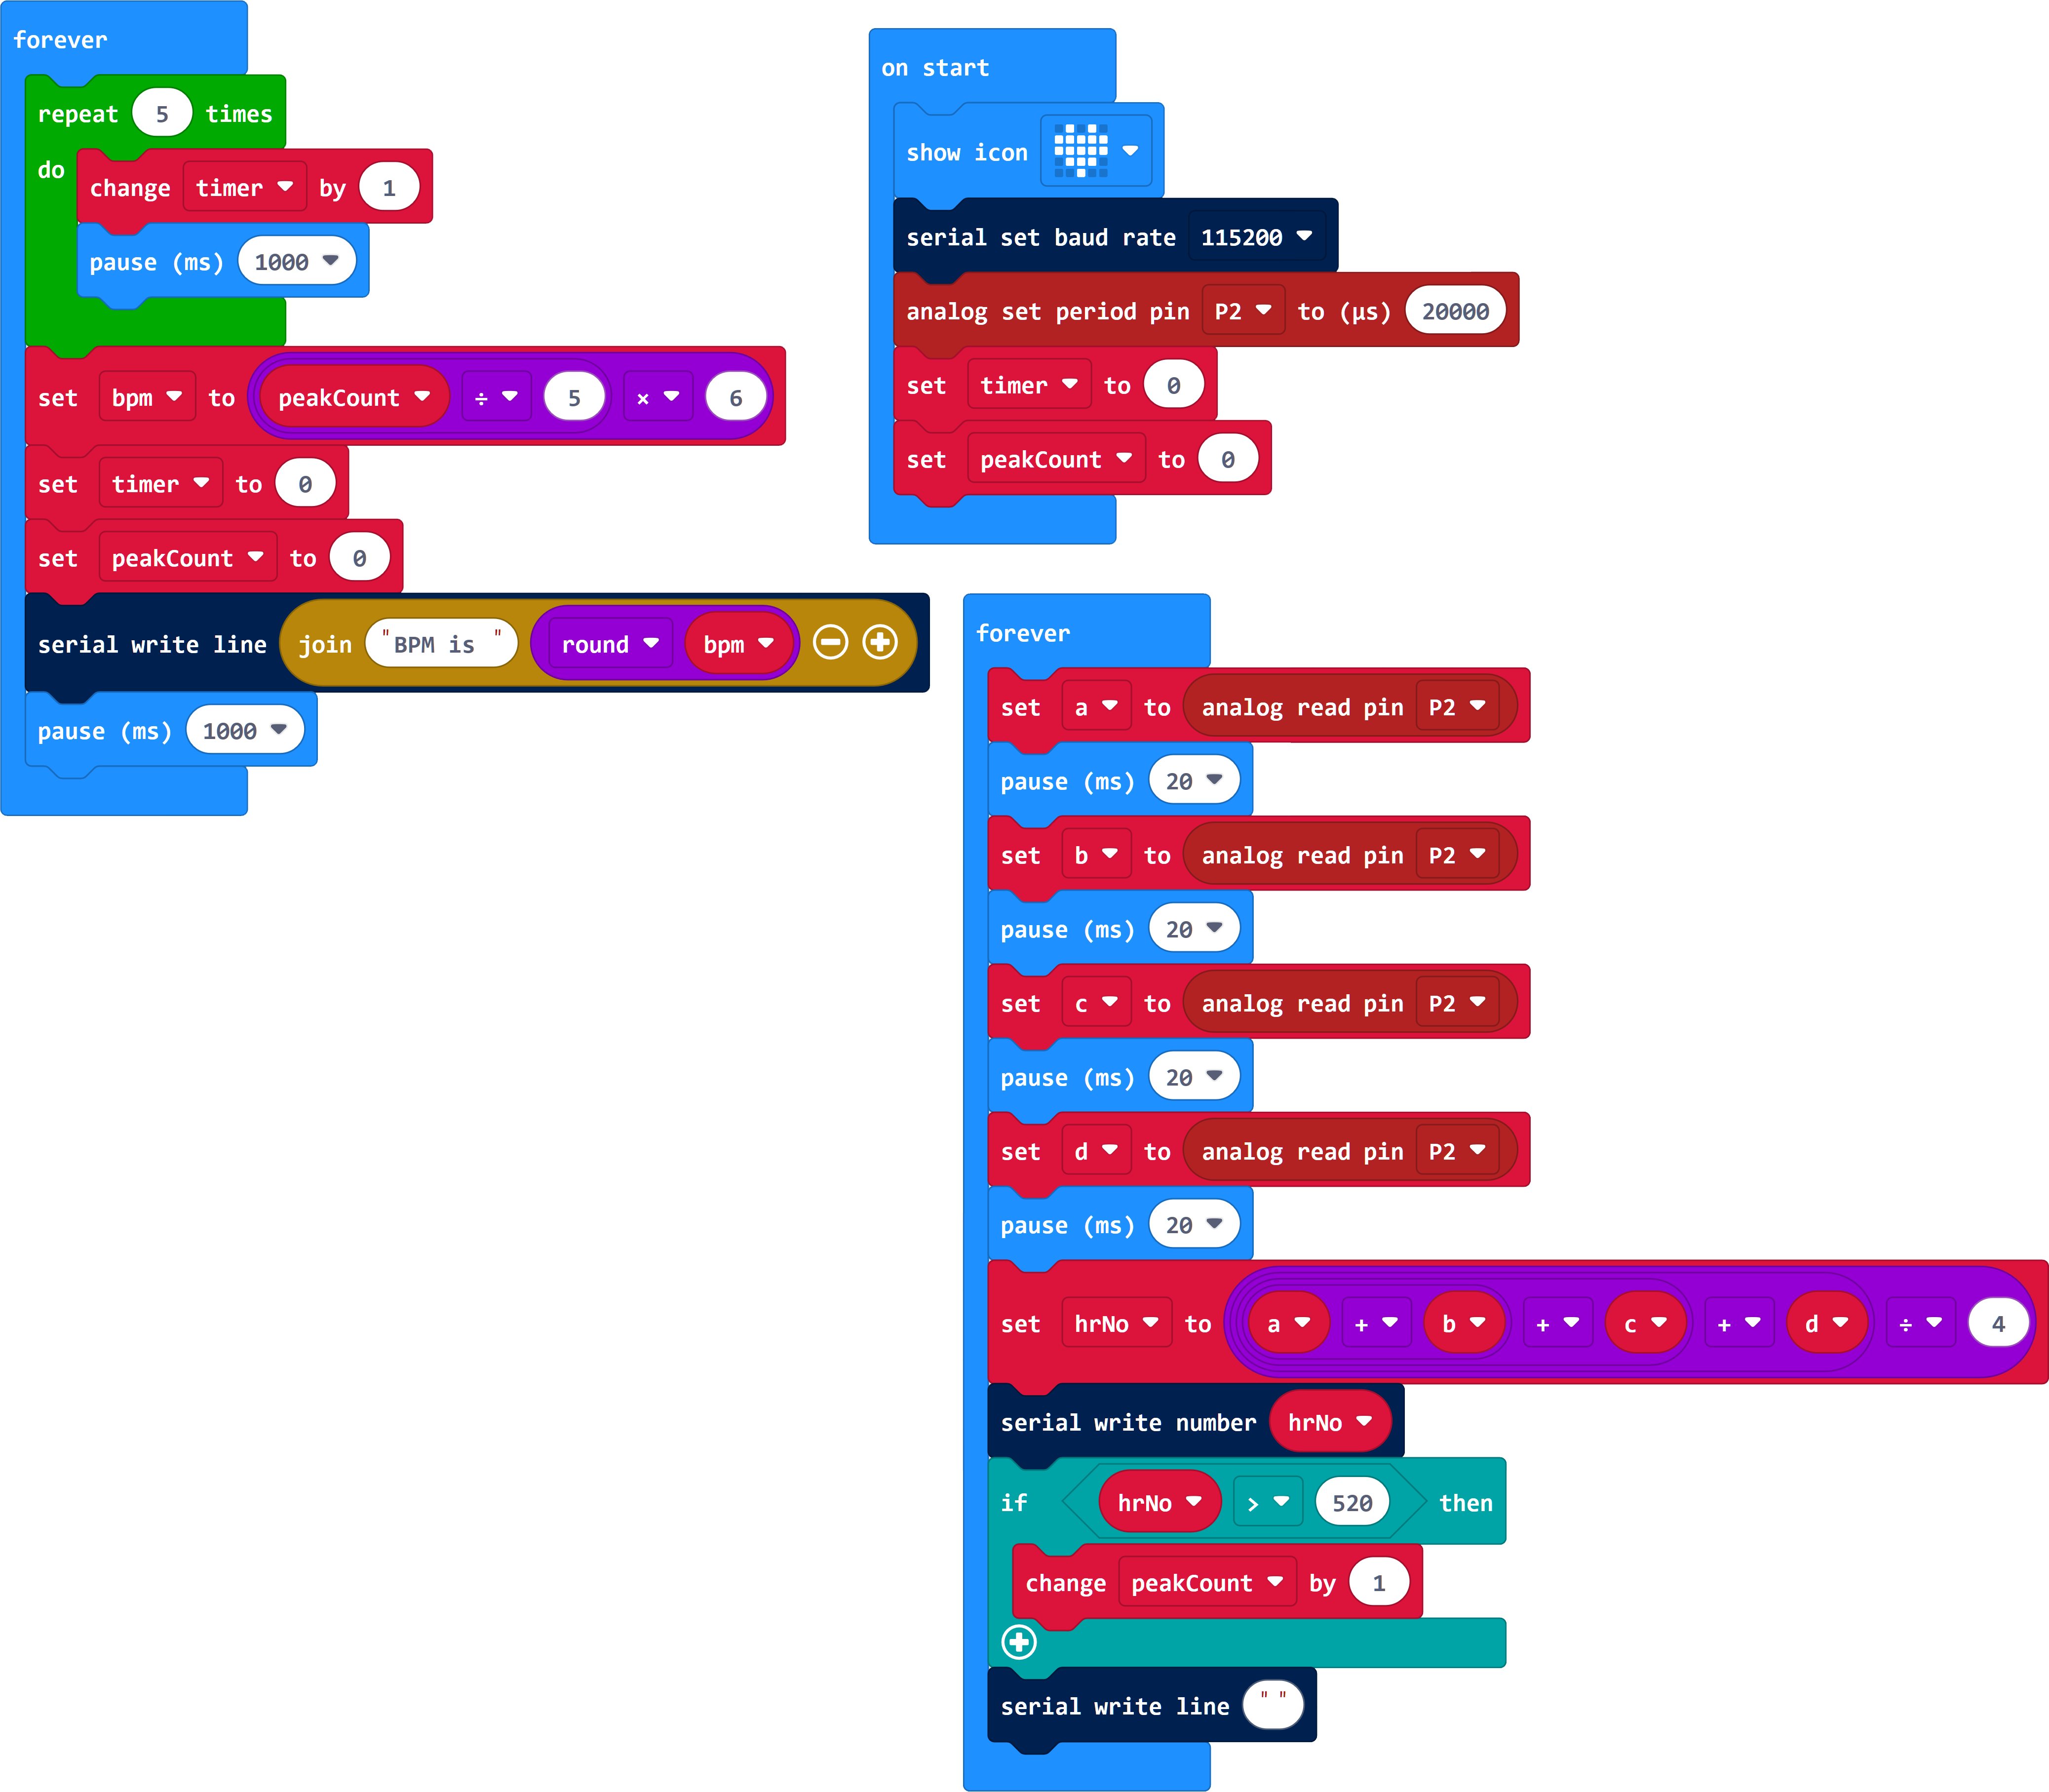 forever
repeat 5 times
do
change timer by 1
pause (ms) 1000
set bpm to peakCount ÷ 5 × 6
set timer to 0
set peakCount to 0
serial write line join "BPM is " round bpm
pause (ms) 1000
on start
show icon
serial set baud rate 115200
analog set period pin P2 to (µs) 20000
set timer to 0
set peakCount to 0
forever
set a to analog read pin P2
pause (ms) 20
set b to analog read pin P2
pause (ms) 20
set c to analog read pin P2
pause (ms) 20
set d to analog read pin P2
pause (ms) 20
set hrNo to a + b + c + d ÷ 4
serial write number hrNo
if hrNo > 520 then
change peakCount by 1
serial write line " "